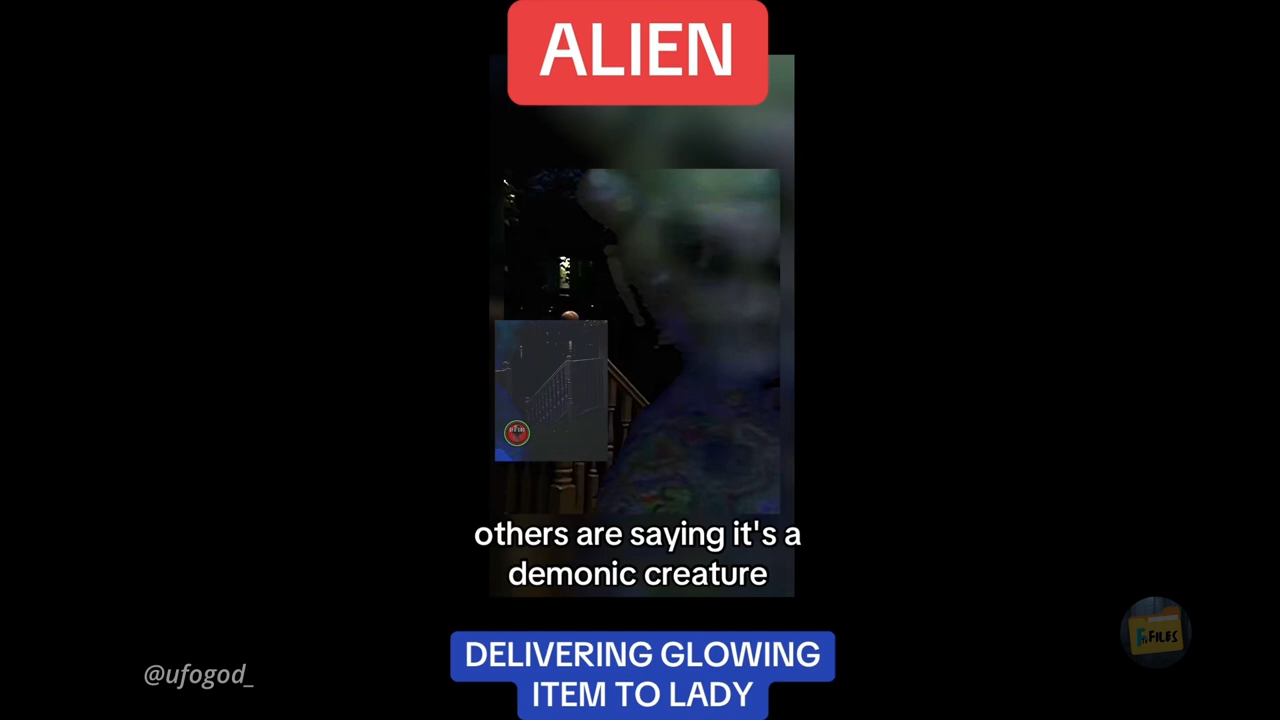 ALIEN
others are saying it's a
demonic creature
DELIVERING GLOWING
ITEM TO LADY
@ufogod_
FILES